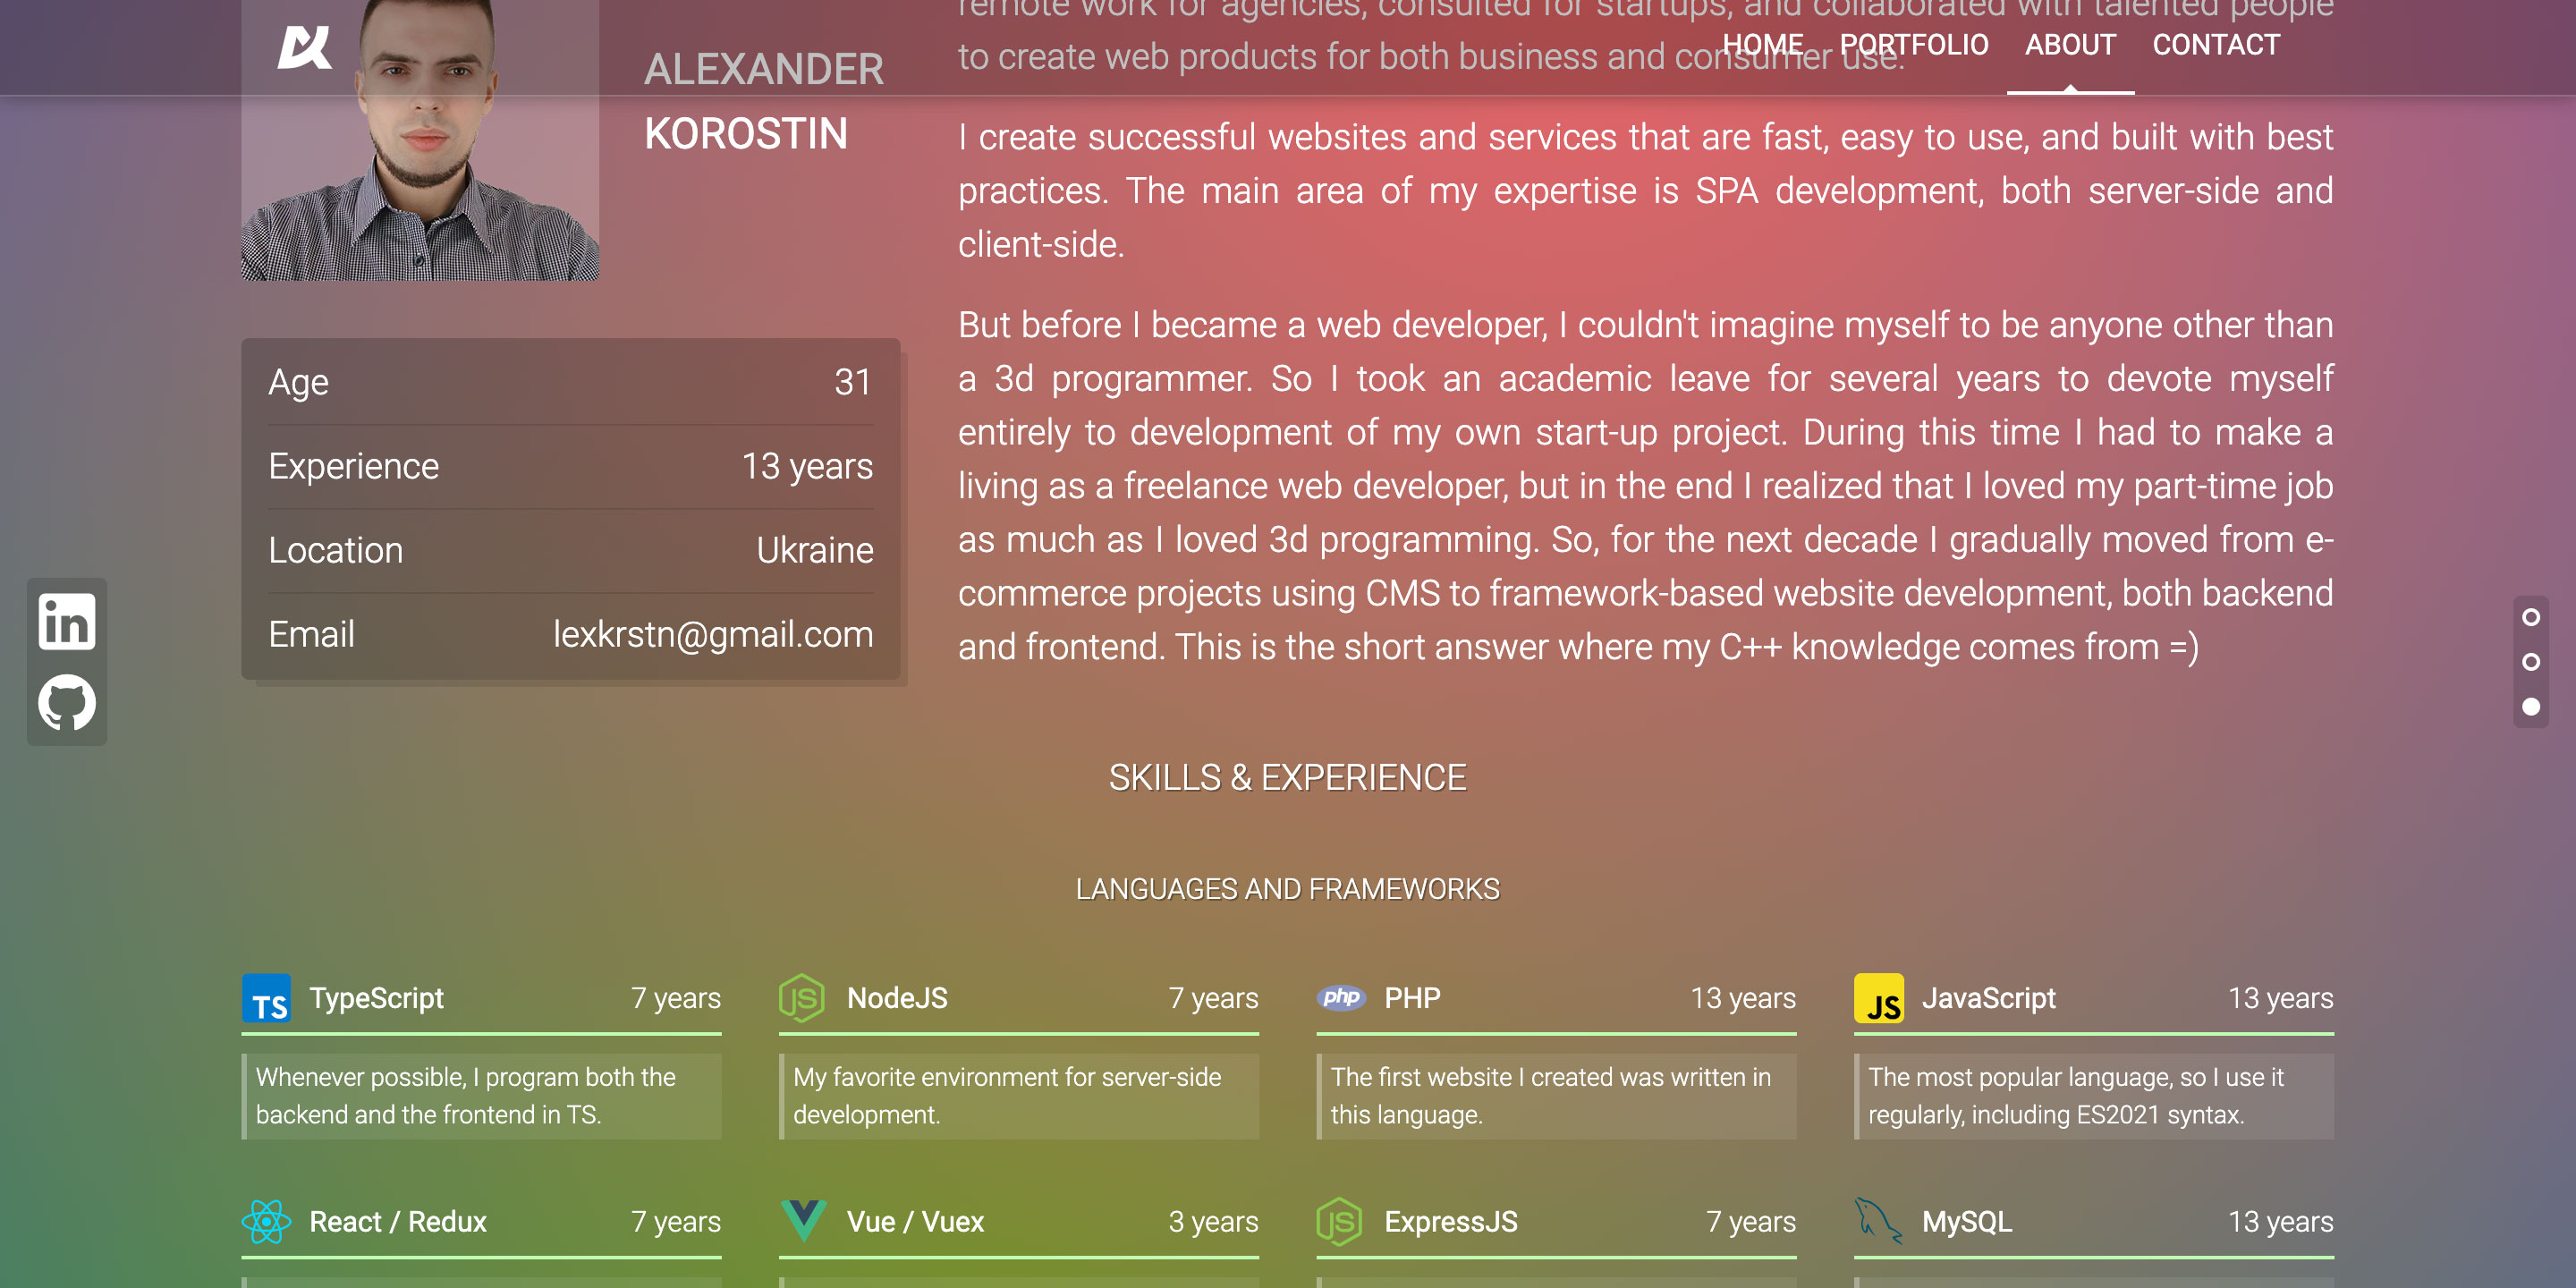 HOME PORTFOLIO ABOUT CONTACT
ALEXANDER
KOROSTIN
Age 31
Experience 13 years
Location Ukraine
Email lexkrstn@gmail.com
remote work for agencies, consulted for startups, and collaborated with talented people
to create web products for both business and consumer use.
I create successful websites and services that are fast, easy to use, and built with best
practices. The main area of my expertise is SPA development, both server-side and
client-side.
But before I became a web developer, I couldn't imagine myself to be anyone other than
a 3d programmer. So I took an academic leave for several years to devote myself
entirely to development of my own start-up project. During this time I had to make a
living as a freelance web developer, but in the end I realized that I loved my part-time job
as much as I loved 3d programming. So, for the next decade I gradually moved from e-
commerce projects using CMS to framework-based website development, both backend
and frontend. This is the short answer where my C++ knowledge comes from =)
in
SKILLS & EXPERIENCE
LANGUAGES AND FRAMEWORKS
TS TypeScript 7 years
Whenever possible, I program both the
backend and the frontend in TS.
JS NodeJS 7 years
My favorite environment for server-side
development.
php PHP 13 years
The first website I created was written in
this language.
JS JavaScript 13 years
The most popular language, so I use it
regularly, including ES2021 syntax.
React / Redux 7 years
Vue / Vuex 3 years
JS ExpressJS 7 years
MySQL 13 years